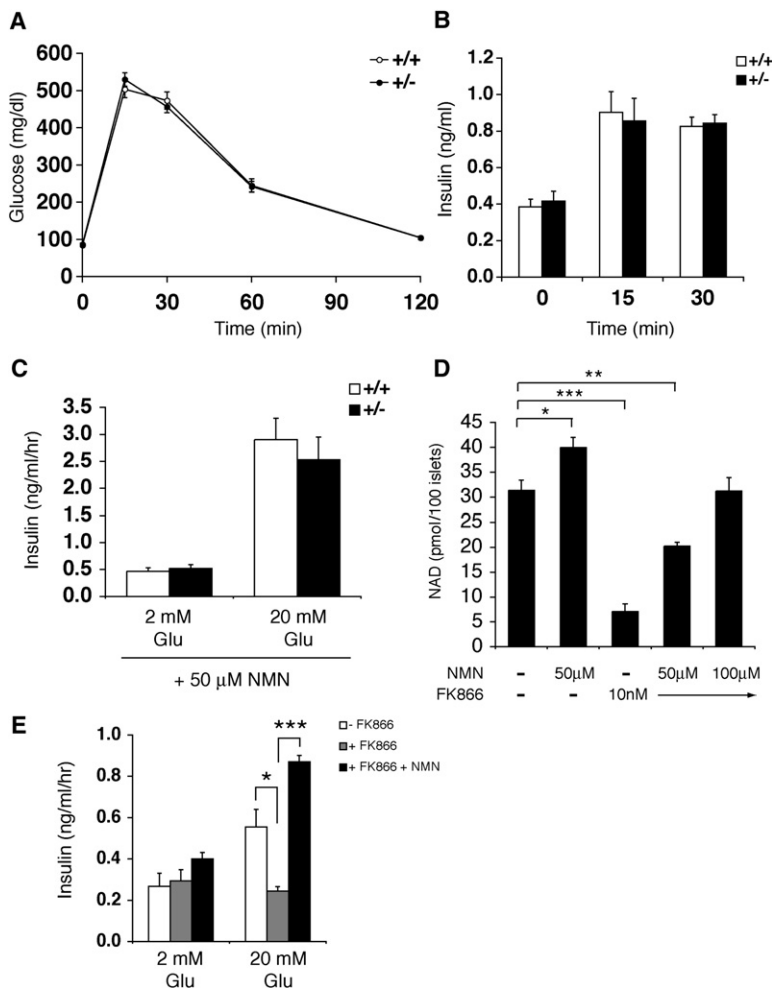 A
Glucose (mg/dl)
600
500
400
300
200
100
0
0 30 60 90 120
Time (min)
+/+
+/-
B
Insulin (ng/ml)
1.2
1.0
0.8
0.6
0.4
0.2
0.0
0 15 30
Time (min)
+/+
+/-
C
+/+
+/-
Insulin (ng/ml/hr)
3.5
3.0
2.5
2.0
1.5
1.0
0.5
0.0
2 mM 20 mM
Glu Glu
+ 50 μM NMN
D
**
***
*
NAD (pmol/100 islets)
45
40
35
30
25
20
15
10
5
0
NMN - 50μM - 50μM 100μM
FK866 - - 10nM
E
- FK866
+ FK866
+ FK866 + NMN
***
*
Insulin (ng/ml/hr)
1.0
0.8
0.6
0.4
0.2
0.0
2 mM 20 mM
Glu Glu